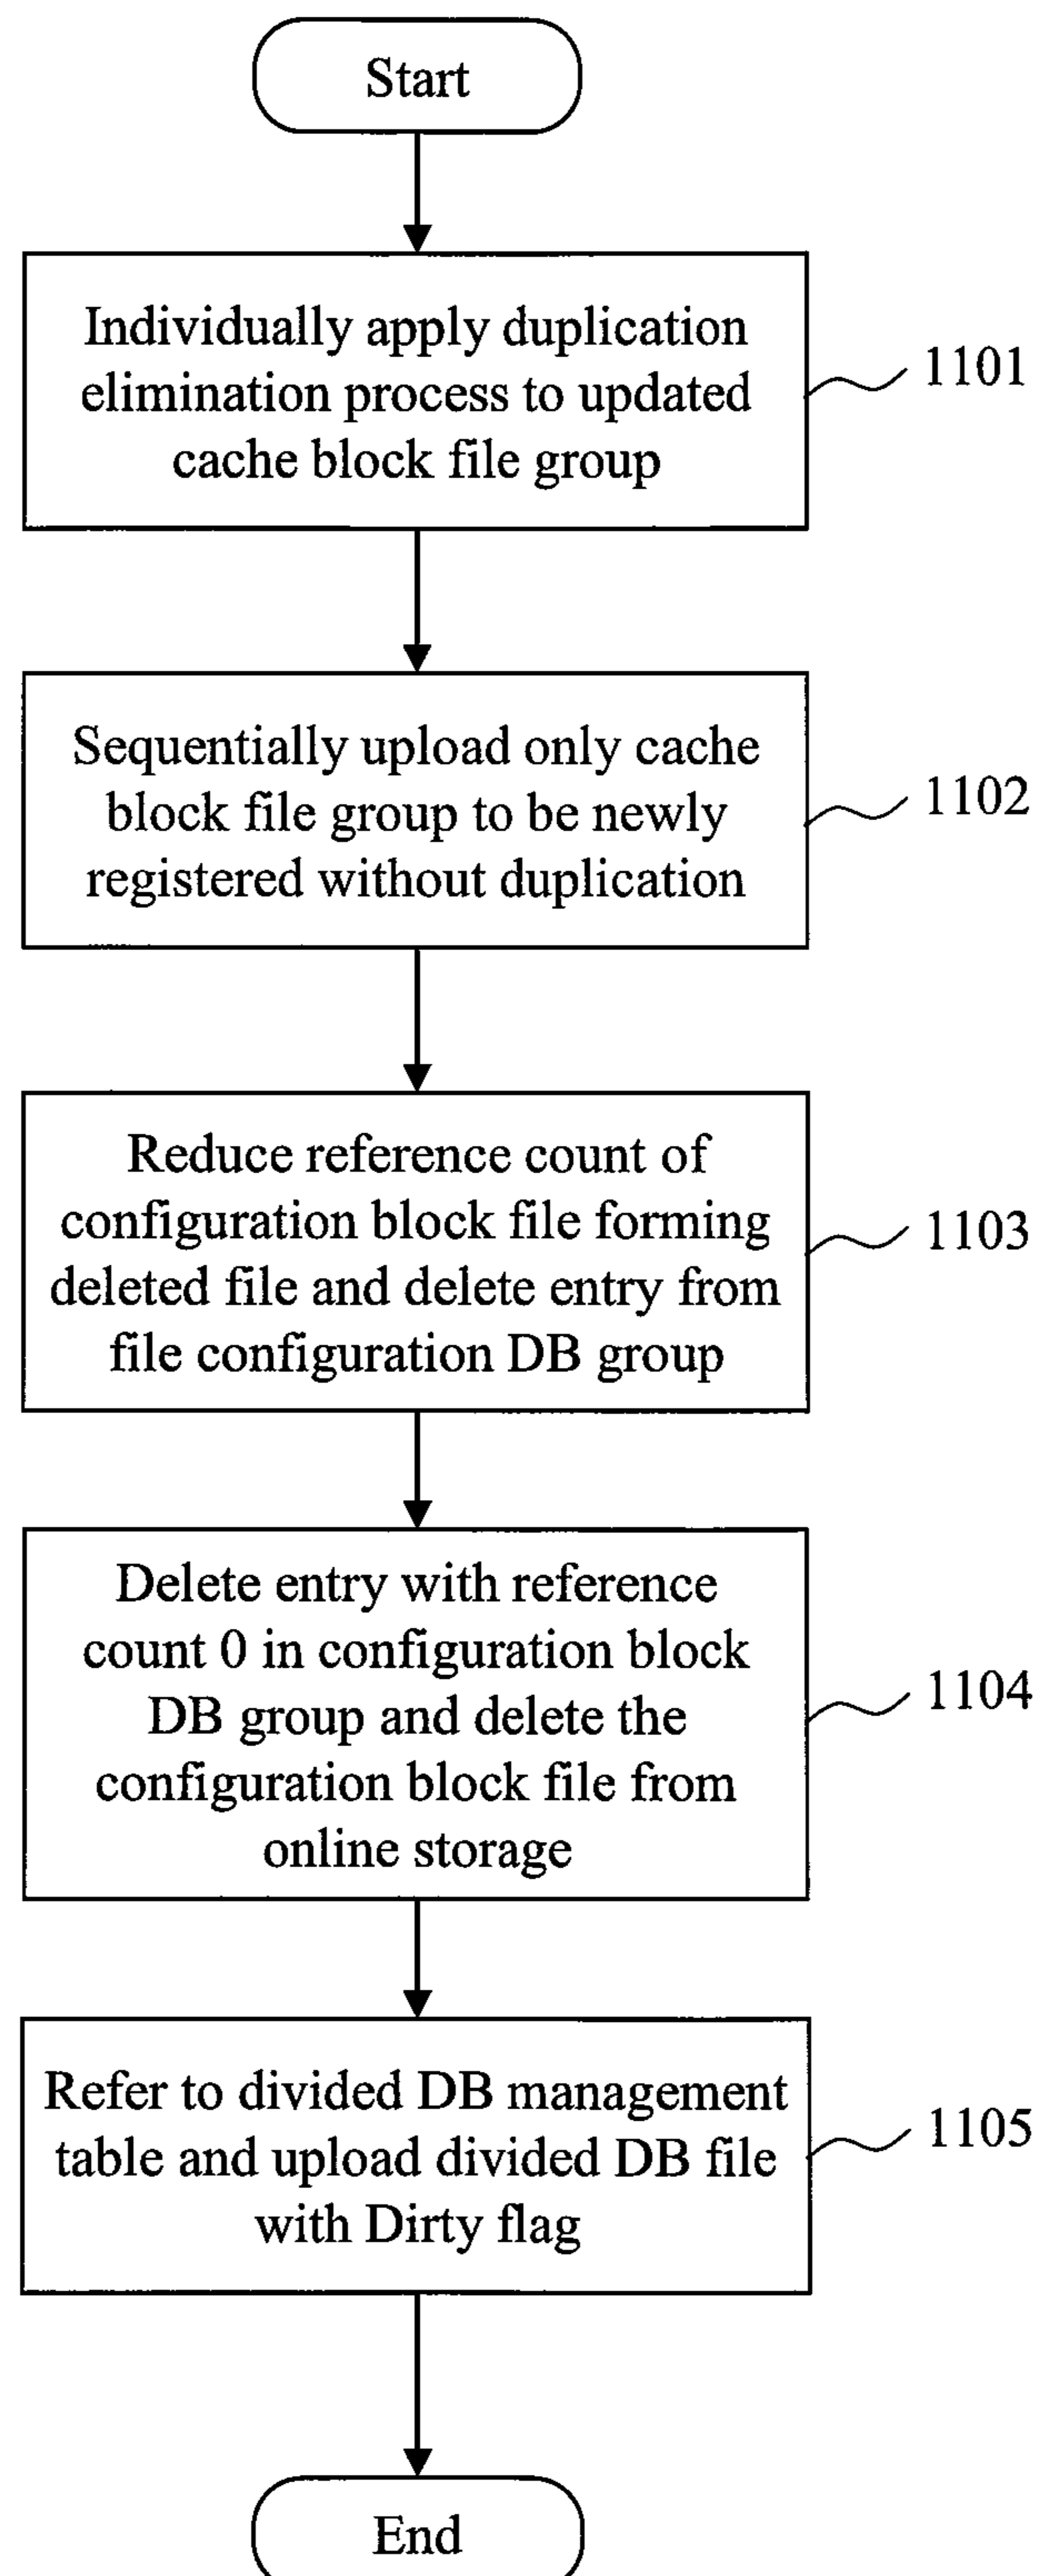 Start
Individually apply duplication
elimination process to updated
cache block file group
1101
Sequentially upload only cache
block file group to be newly
registered without duplication
1102
Reduce reference count of
configuration block file forming
deleted file and delete entry from
file configuration DB group
1103
Delete entry with reference
count 0 in configuration block
DB group and delete the
configuration block file from
online storage
1104
Refer to divided DB management
table and upload divided DB file
with Dirty flag
1105
End